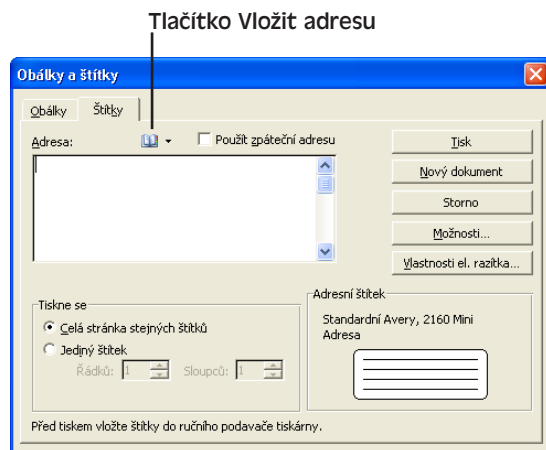 Tlačítko Vložit adresu
Obálky a štítky
Obálky Štítky
Adresa: Použít zpáteční adresu
Tisk
Nový dokument
Storno
Možnosti...
Vlastnosti el. razítka...
Tiskne se
Celá stránka stejných štítků
Jediný štítek
Řádků: 1 Sloupců: 1
Adresní štítek
Standardní Avery, 2160 Mini
Adresa
Před tiskem vložte štítky do ručního podavače tiskárny.